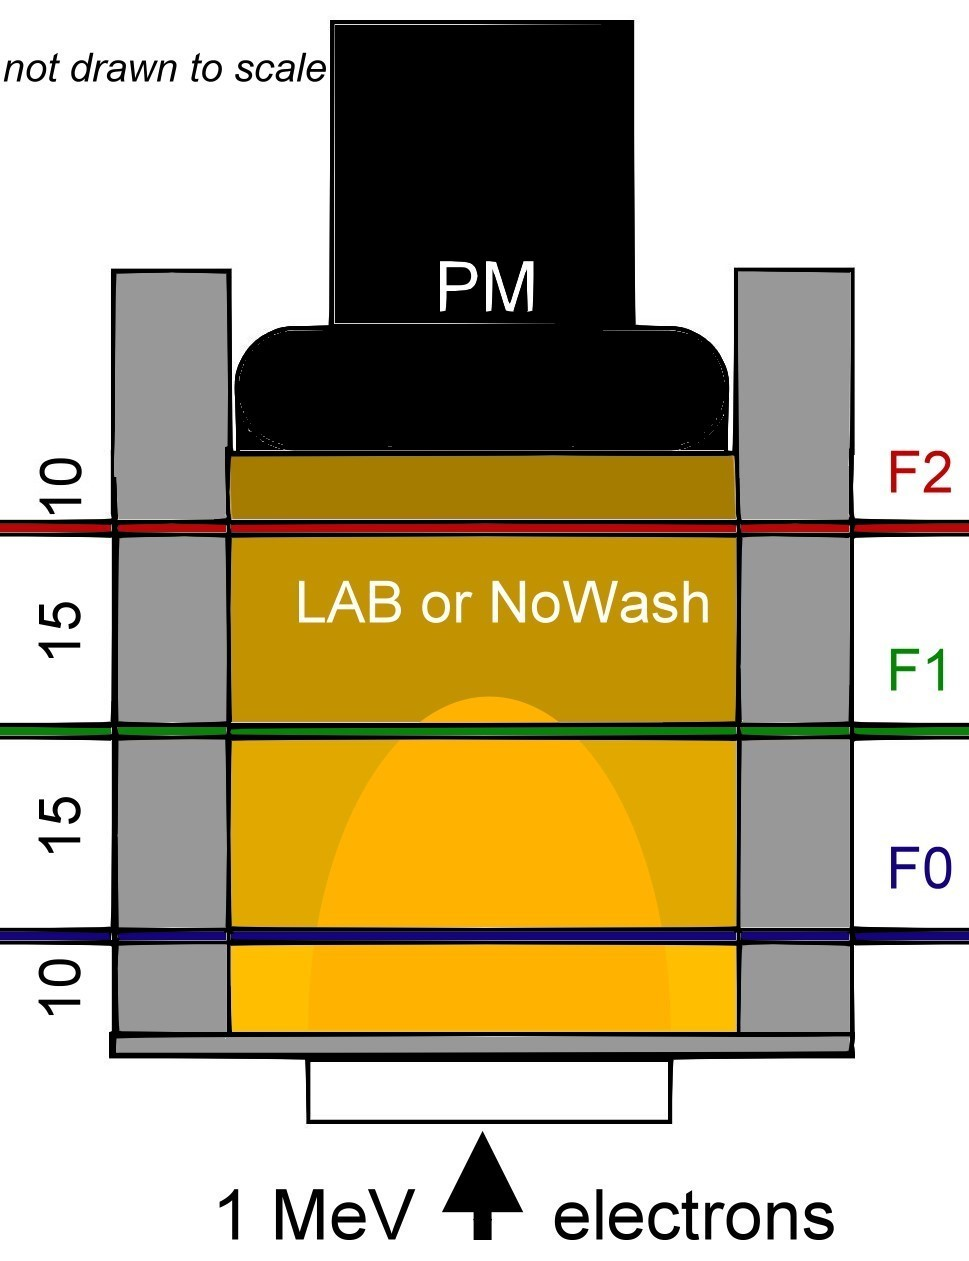 not drawn to scale
PM
10
F2
15
LAB or NoWash
F1
15
F0
10
1 MeV electrons